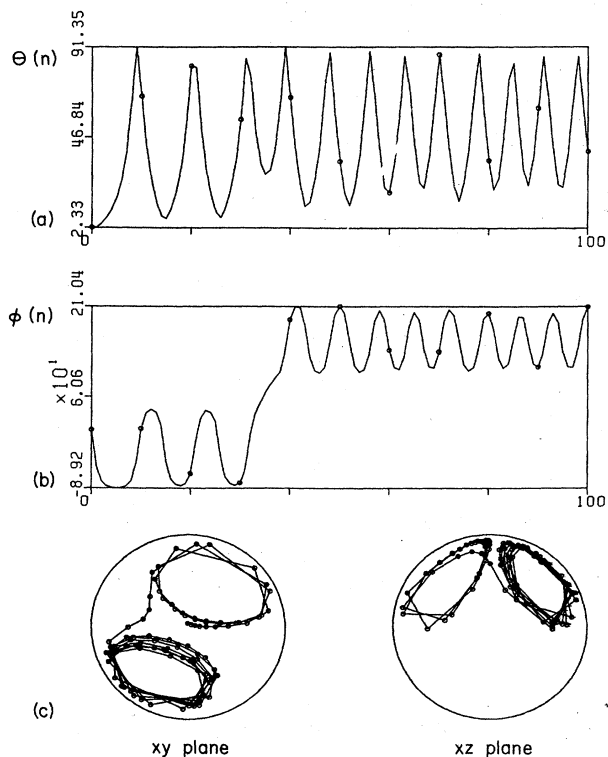 Θ (n)
91.35
46.84
2.33
(a)
0
100
ϕ (n)
21.04
×10¹
6.06
-8.92
(b)
0
100
(c)
xy plane
xz plane